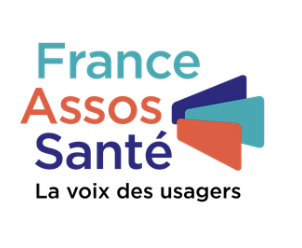 France
Assos
Santé
La voix des usagers